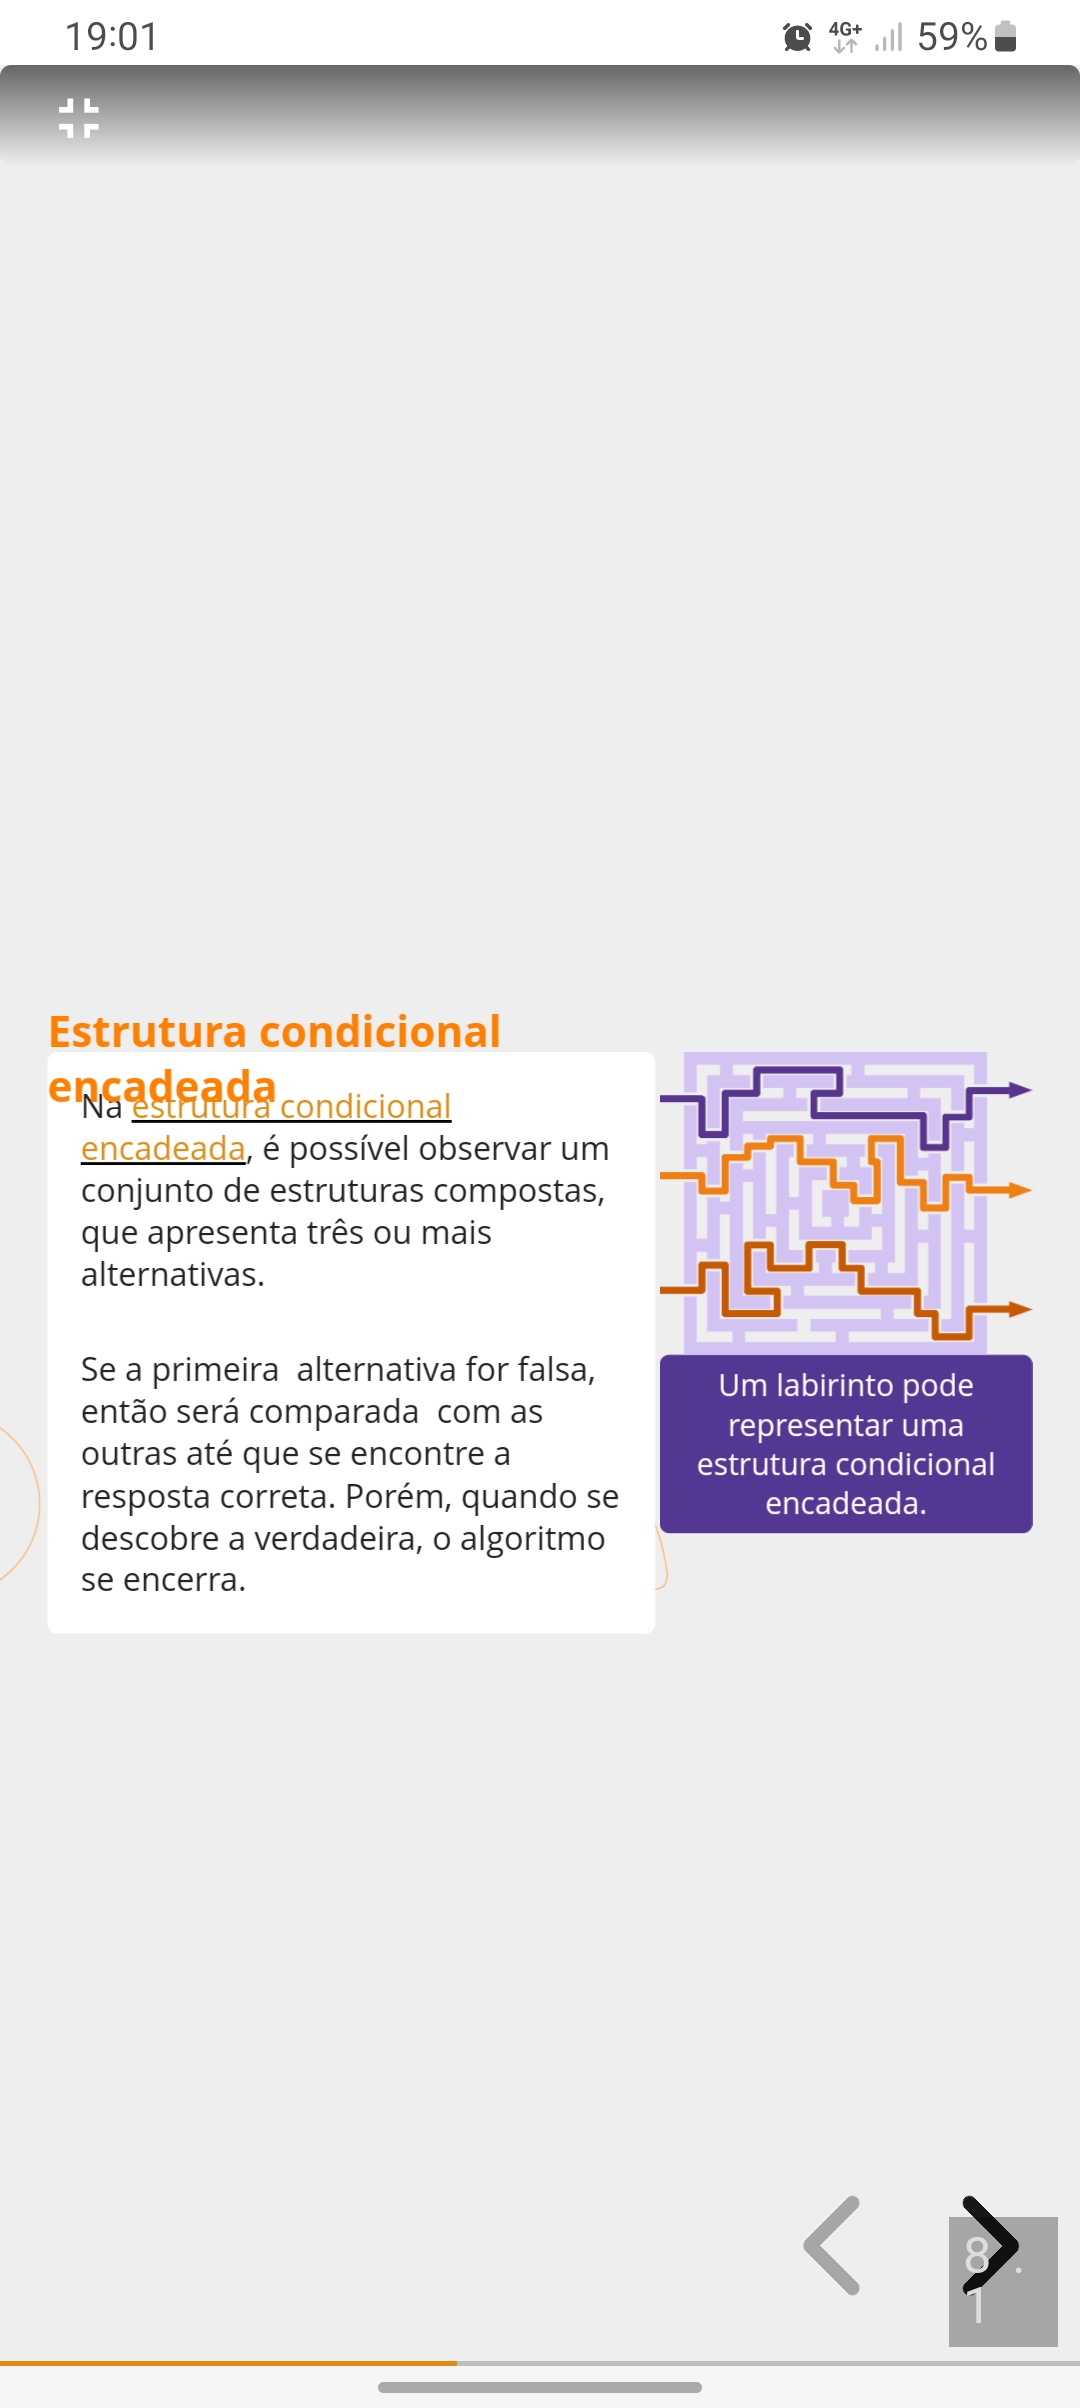 19:01
4G+
59%
Estrutura condicional
encadeada
Na estrutura condicional
encadeada, é possível observar um
conjunto de estruturas compostas,
que apresenta três ou mais
alternativas.
Se a primeira  alternativa for falsa,
então será comparada  com as
outras até que se encontre a
resposta correta. Porém, quando se
descobre a verdadeira, o algoritmo
se encerra.
Um labirinto pode
representar uma
estrutura condicional
encadeada.
8 .
1